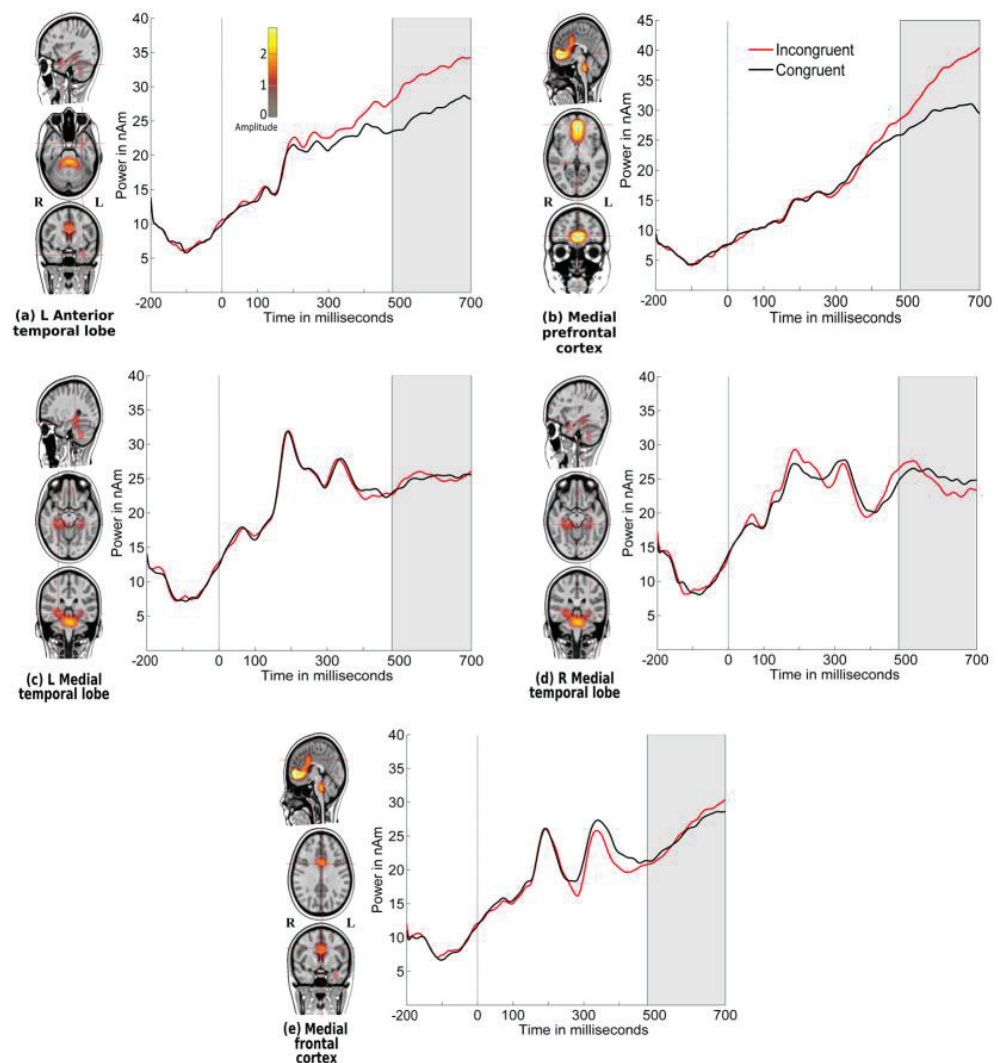 40
35
30
25
20
15
10
5
Power in nAm
2
1
0
Amplitude
R L
-200 0 100 300 500 700
Time in milliseconds
(a) L Anterior
temporal lobe
45
40
35
30
25
20
15
10
5
Power in nAm
Incongruent
Congruent
R L
-200 0 100 300 500 700
Time in milliseconds
(b) Medial
prefrontal
cortex
40
35
30
25
20
15
10
5
Power in nAm
-200 0 100 300 500 700
Time in milliseconds
(c) L Medial
temporal lobe
40
35
30
25
20
15
10
5
Power in nAm
-200 0 100 300 500 700
Time in milliseconds
(d) R Medial
temporal lobe
40
35
30
25
20
15
10
5
Power in nAm
R L
-200 0 100 300 500 700
Time in milliseconds
(e) Medial
frontal
cortex